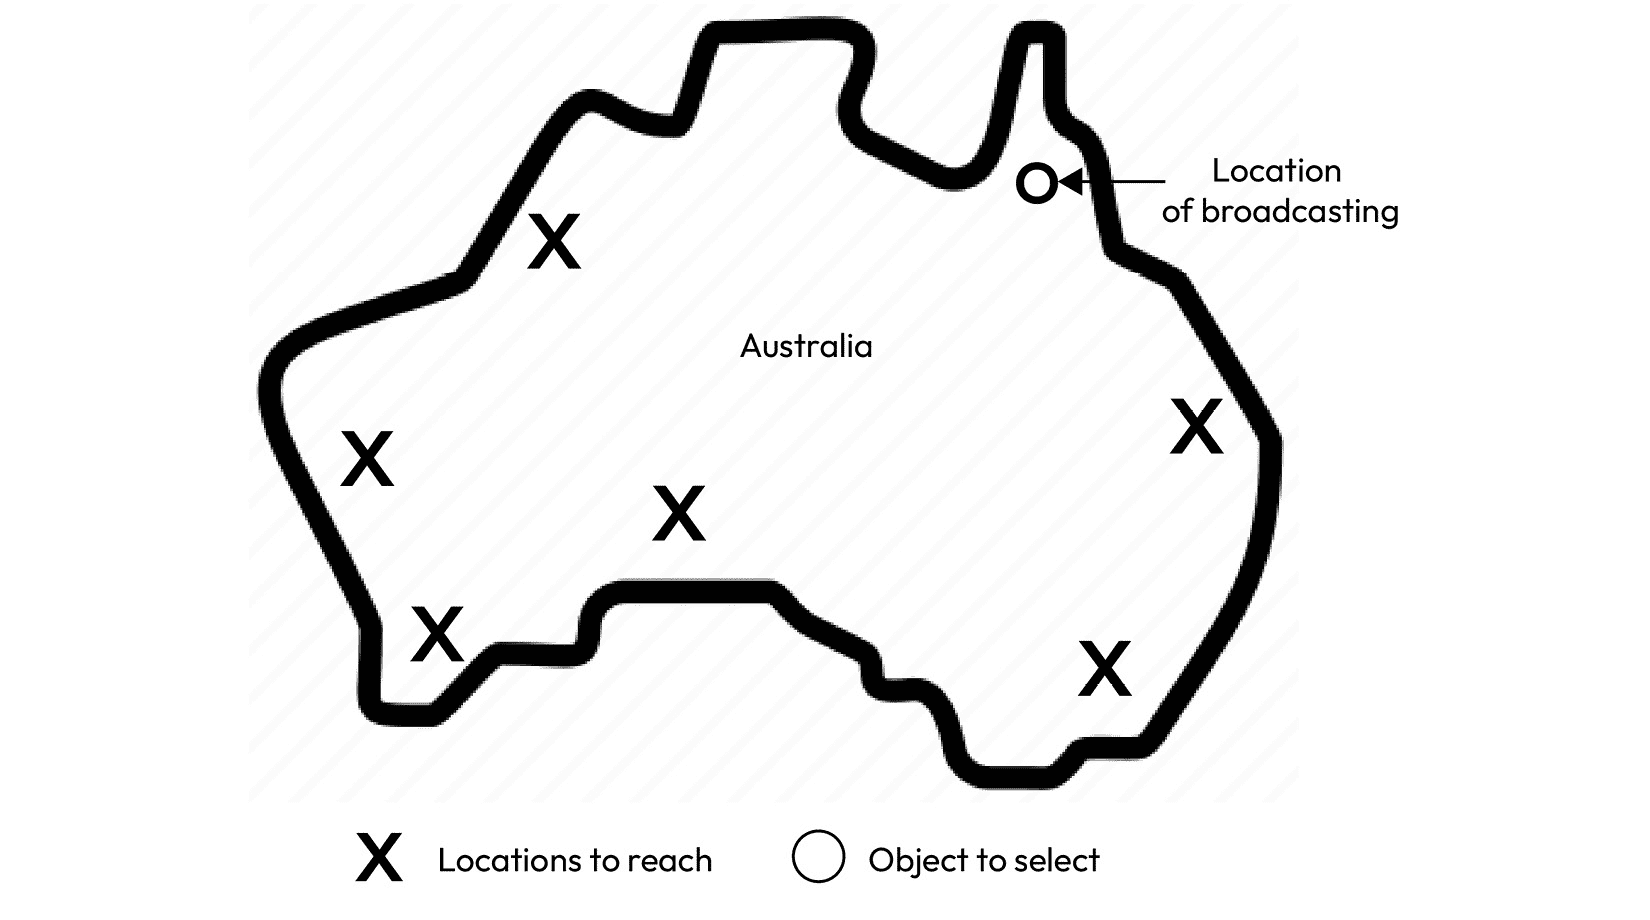 Location
of broadcasting
Australia
X Locations to reach
Object to select